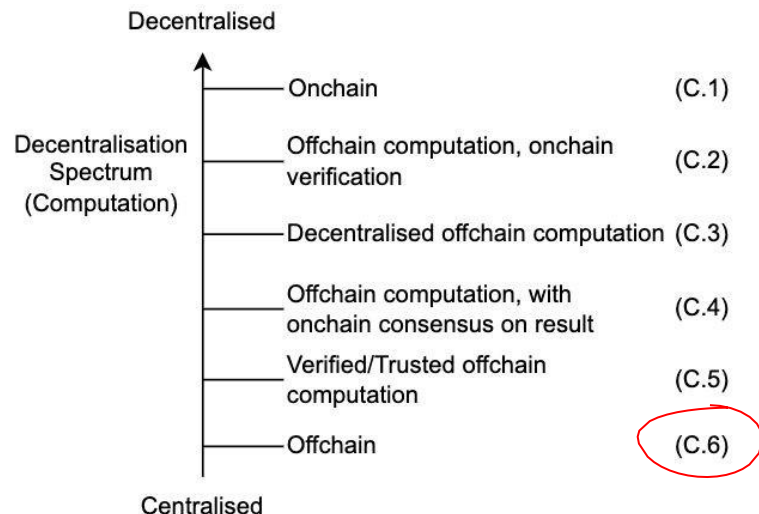 Decentralised
Onchain (C.1)
Decentralisation
Spectrum
(Computation)
Offchain computation, onchain
verification (C.2)
Decentralised offchain computation (C.3)
Offchain computation, with
onchain consensus on result (C.4)
Verified/Trusted offchain
computation (C.5)
Offchain (C.6)
Centralised